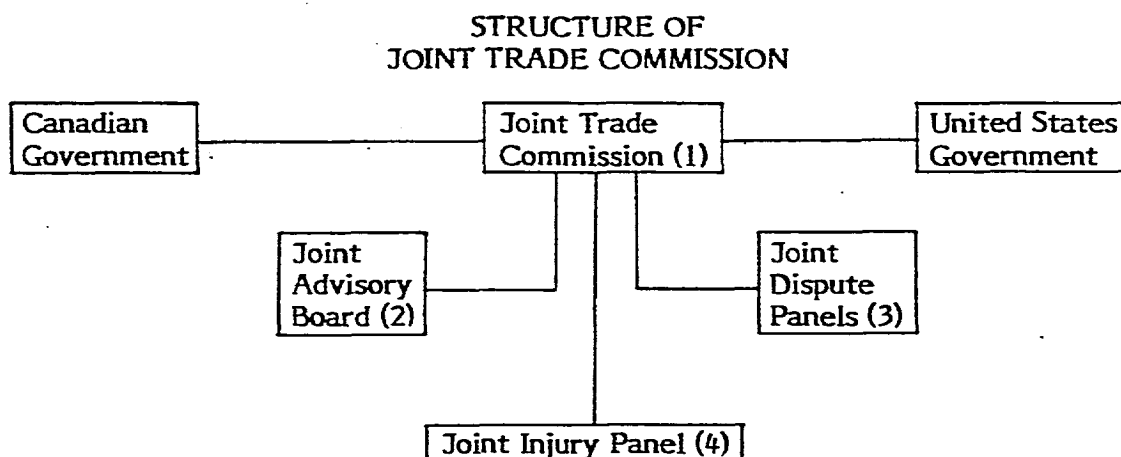 STRUCTURE OF
JOINT TRADE COMMISSION
Canadian
Government
Joint Trade
Commission (1)
United States
Government
Joint
Advisory
Board (2)
Joint
Dispute
Panels (3)
Joint Injury Panel (4)